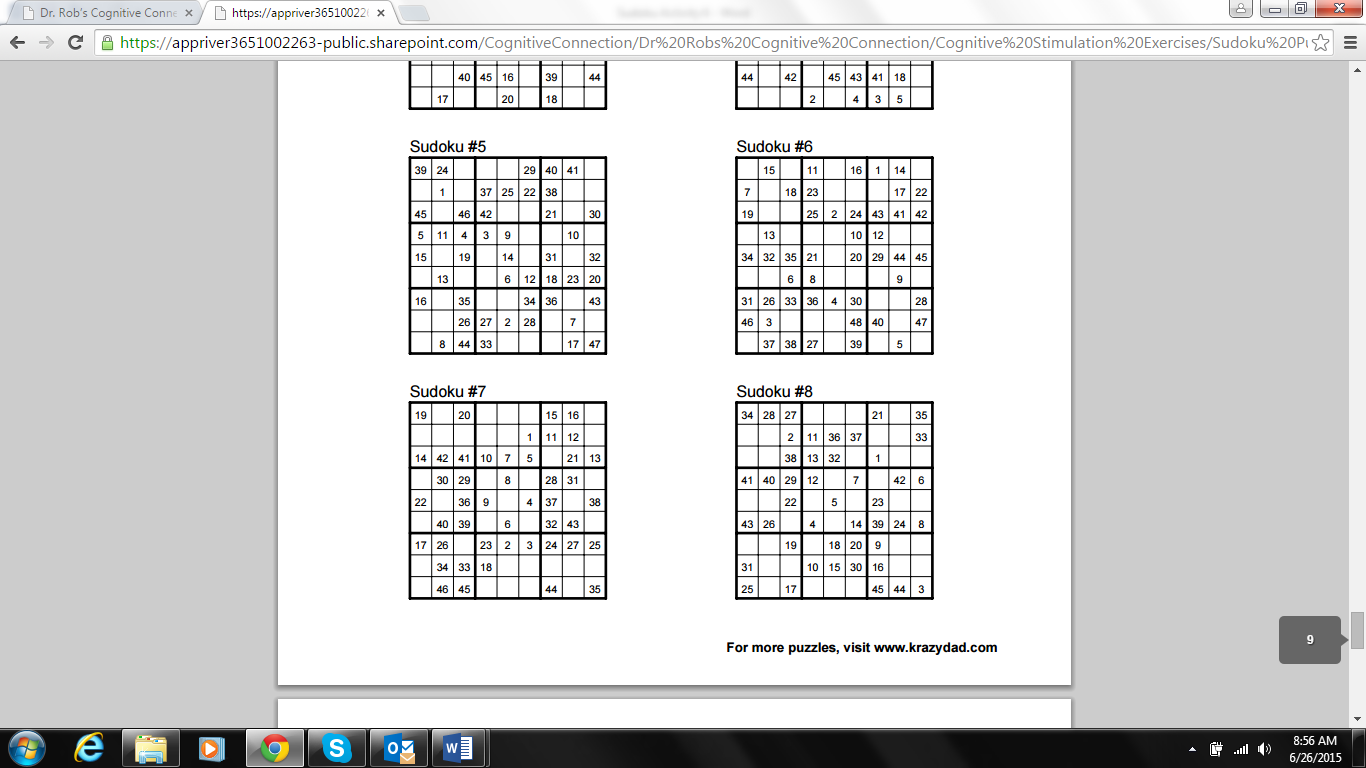 Dr. Rob's Cognitive Conne
https://appriver36510022
https://appriver3651002263-public.sharepoint.com/CognitiveConnection/Dr%20Robs%20Cognitive%20Connection/Cognitive%20Stimulation%20Exercises/Sudoku%20Pu
40 45 16 39 44
17 20 18
44 42 45 43 41 18
2 4 3 5
Sudoku #5
39 24 29 40 41
1 37 25 22 38
45 46 42 21 30
5 11 4 3 9 10
15 19 14 31 32
13 6 12 18 23 20
16 35 34 36 43
26 27 2 28 7
8 44 33 17 47
Sudoku #6
15 11 16 1 14
7 18 23 17 22
19 25 2 24 43 41 42
13 10 12
34 32 35 21 20 29 44 45
6 8 9
31 26 33 36 4 30 28
46 3 48 40 47
37 38 27 39 5
Sudoku #7
19 20 15 16
1 11 12
14 42 41 10 7 5 21 13
30 29 8 28 31
22 36 9 4 37 38
40 39 6 32 43
17 26 23 2 3 24 27 25
34 33 18
46 45 44 35
Sudoku #8
34 28 27 21 35
2 11 36 37 33
38 13 32 1
41 40 29 12 7 42 6
22 5 23
43 26 4 14 39 24 8
19 18 20 9
31 10 15 30 16
25 17 45 44 3
For more puzzles, visit www.krazydad.com
9
8:56 AM
6/26/2015